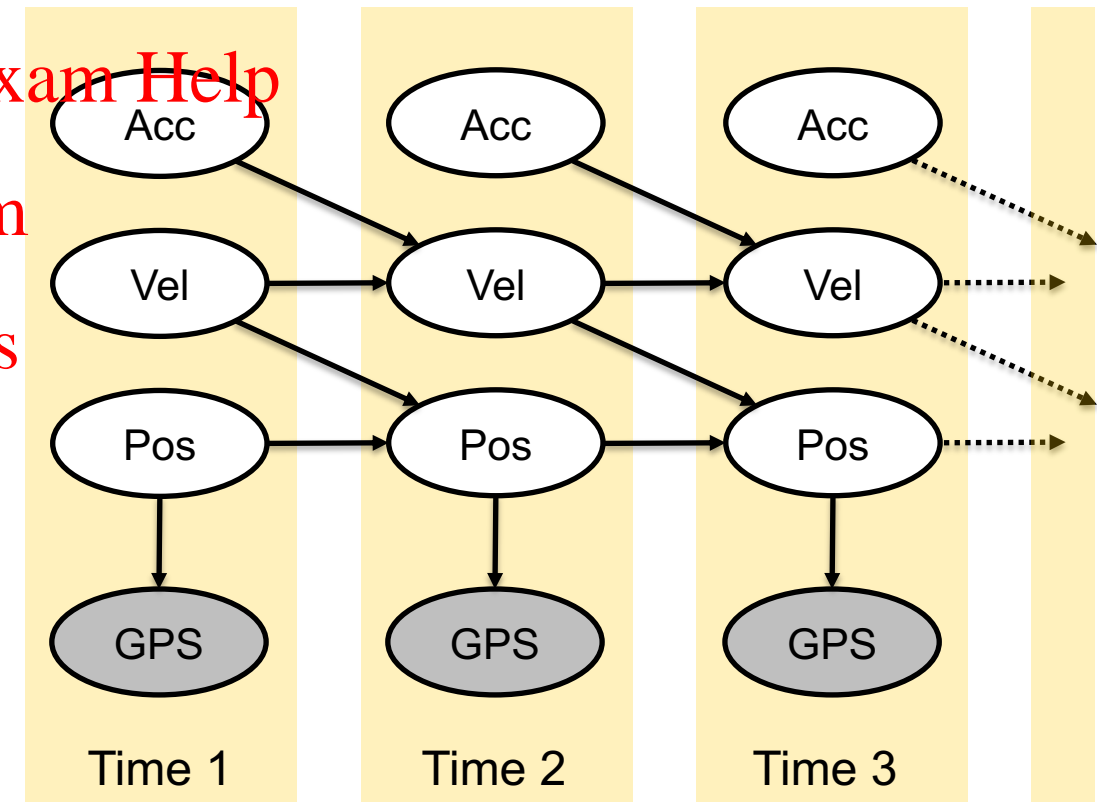 xam Help
Acc Acc Acc
m
Vel Vel Vel
s
Pos Pos Pos
GPS GPS GPS
Time 1 Time 2 Time 3